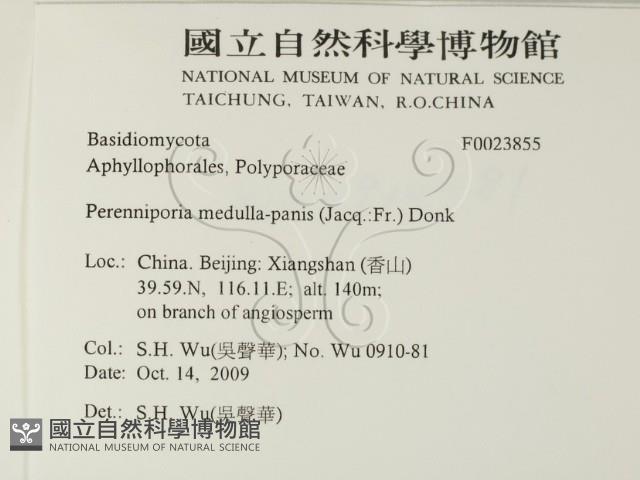 國立自然科學博物館
NATIONAL MUSEUM OF NATURAL SCIENCE
TAICHUNG, TAIWAN, R.O.CHINA
Basidiomycota F0023855
Aphyllophorales, Polyporaceae
Perenniporia medulla-panis (Jacq.:Fr.) Donk
Loc.: China. Beijing: Xiangshan (香山)
39.59.N, 116.11.E; alt. 140m;
on branch of angiosperm
Col.: S.H. Wu(吳聲華); No. Wu 0910-81
Date: Oct. 14, 2009
Det.: S.H. Wu(吳聲華)
國立自然科學博物館
NATIONAL MUSEUM OF NATURAL SCIENCE